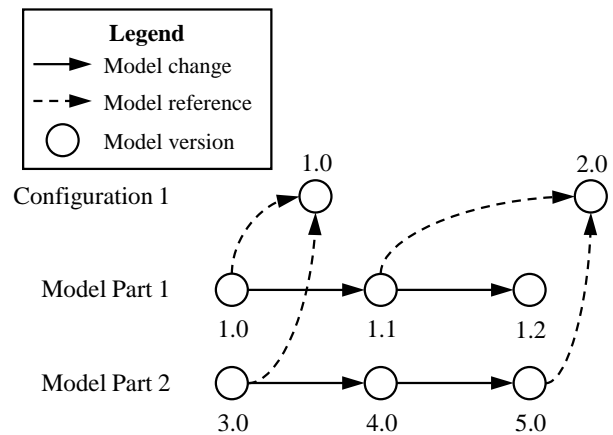 Legend
Model change
Model reference
Model version
1.0 2.0
Configuration 1
Model Part 1
1.0 1.1 1.2
Model Part 2
3.0 4.0 5.0